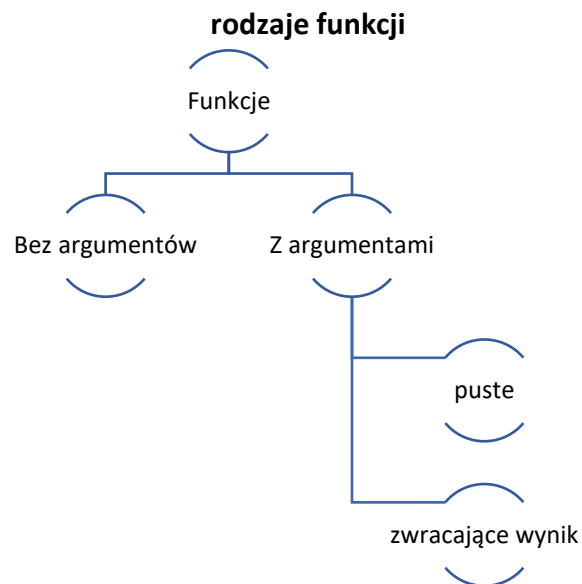 rodzaje funkcji
Funkcje
Bez argumentów
Z argumentami
puste
zwracające wynik